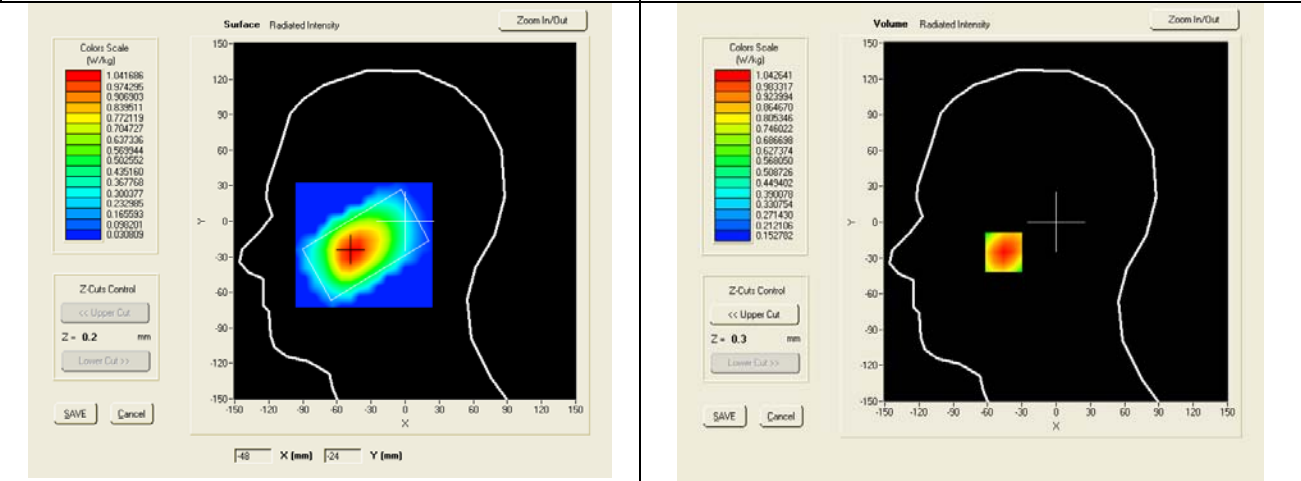 Surface Radiated Intensity
Zoom In/Out
Colors Scale
(W/kg)
1.041686
0.974295
0.906903
0.839511
0.772119
0.704727
0.637336
0.569944
0.502552
0.435160
0.367768
0.300377
0.232985
0.165593
0.098201
0.030809
150
120
90
60
30
0
-30
-60
-90
-120
-150
Y
-150 -120 -90 -60 -30 0 30 60 90 120 150
X
Z-Cuts Control
<< Upper Cut
Z = 0.2 mm
Lower Cut >>
SAVE Cancel
-48 X (mm) -24 Y (mm)
Volume Radiated Intensity
Zoom In/Out
Colors Scale
(W/kg)
1.042641
0.983317
0.923994
0.864670
0.805346
0.746022
0.686698
0.627374
0.568050
0.508726
0.449402
0.390078
0.330754
0.271430
0.212106
0.152782
150
120
90
60
30
0
-30
-60
-90
-120
-150
Y
-150 -120 -90 -60 -30 0 30 60 90 120 150
X
Z-Cuts Control
<< Upper Cut
Z = 0.3 mm
Lower Cut >>
SAVE Cancel